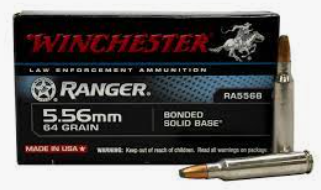 WINCHESTER
LAW ENFORCEMENT AMMUNITION
RANGER.
RA556B
5.56mm
64 GRAIN
BONDED
SOLID BASE®
MADE IN USA ★
WARNING: Keep out of reach of children. Read all warnings on package.